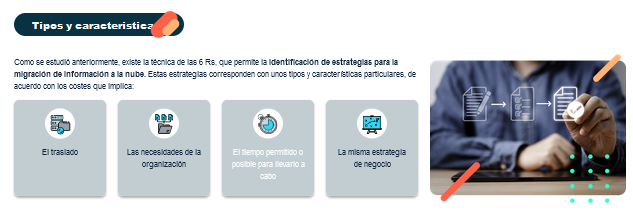 Tipos y característica
Como se estudió anteriormente, existe la técnica de las 6 Rs, que permite la identificación de estrategias para la
migración de información a la nube. Estas estrategias corresponden con unos tipos y características particulares, de
acuerdo con los costes que implica:
El traslado
Las necesidades de la
organización
El tiempo permitido o
posible para llevarlo a
cabo
La misma estrategia
de negocio